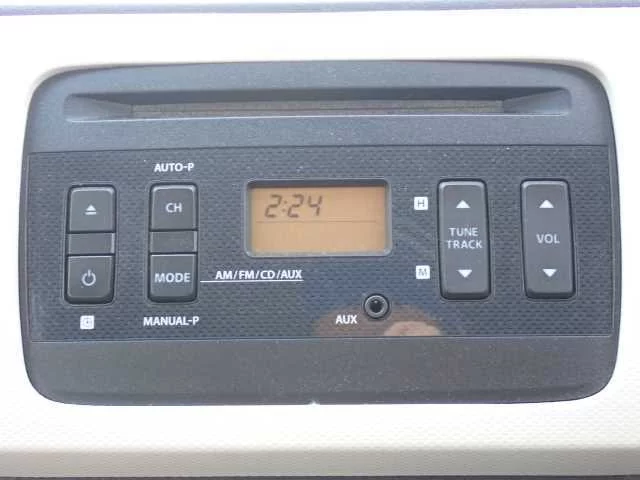 AUTO-P
CH
2:24
H
TUNE
TRACK
VOL
MODE
AM/FM/CD/AUX
M
MANUAL-P
AUX